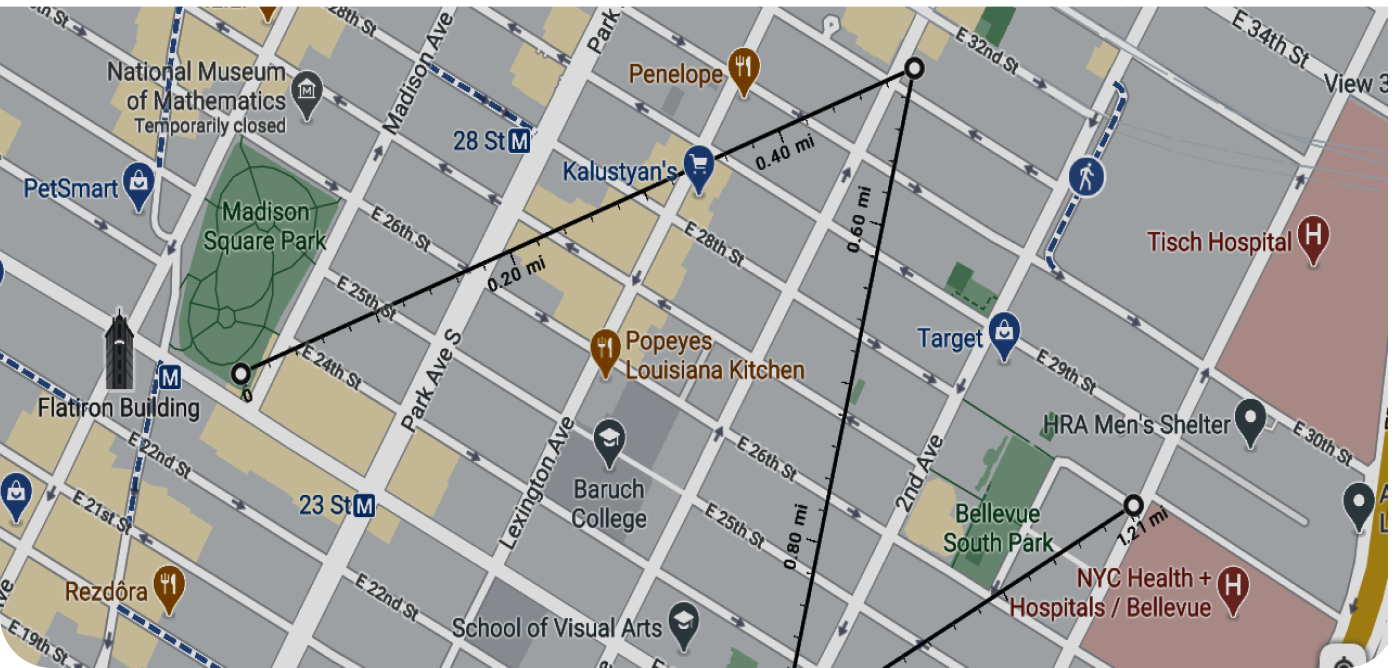 28th St
Park
E 32nd St
E 34th St
Madison Ave
National Museum
of Mathematics
Temporarily closed
Penelope
View 3
28 St
M
0.40 mi
Kalustyan's
PetSmart
Madison
Square Park
E 26th St
0.60 mi
E 28th St
Tisch Hospital
H
0.20 mi
E 25th St
Popeyes
Louisiana Kitchen
Target
E 24th St
E 29th St
M
0
Flatiron Building
Park Ave S
HRA Men's Shelter
E 30th St
E 22nd St
Lexington Ave
E 26th St
2nd Ave
Baruch
College
23 St
M
E 21st St
E 25th St
Bellevue
South Park
0.80 mi
1.21 mi
Rezdôra
E 22nd St
NYC Health +
Hospitals / Bellevue
H
School of Visual Arts
E 19th St